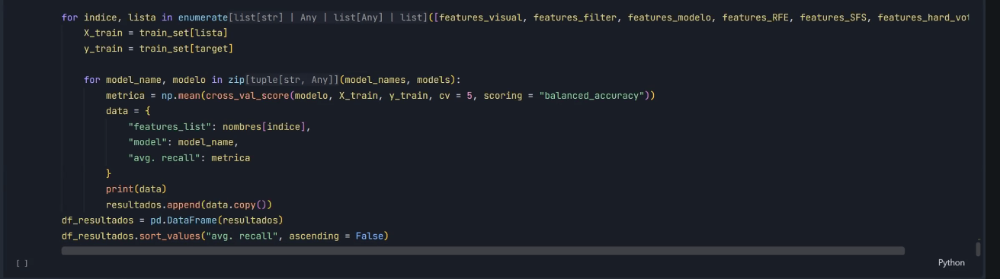 for indice, lista in enumerate[list[str] | Any | list[Any] | list]([features_visual, features_filter, features_modelo, features_RFE, features_SFS, features_hard_vot
X_train = train_set[lista]
y_train = train_set[target]
for model_name, modelo in zip[tuple[str, Any]](model_names, models):
metrica = np.mean(cross_val_score(modelo, X_train, y_train, cv = 5, scoring = "balanced_accuracy"))
data = {
"features_list": nombres[indice],
"model": model_name,
"avg. recall": metrica
}
print(data)
resultados.append(data.copy())
df_resultados = pd.DataFrame(resultados)
df_resultados.sort_values("avg. recall", ascending = False)
[ ]
Python